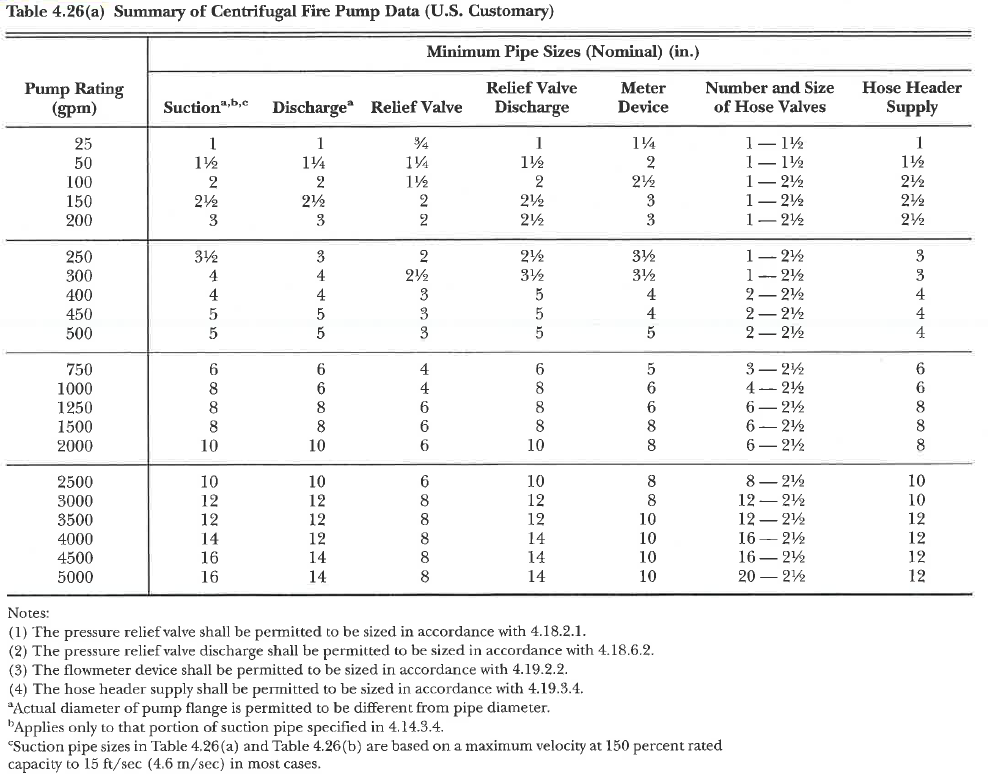 Table 4.26(a) Summary of Centrifugal Fire Pump Data (U.S. Customary)
Minimum Pipe Sizes (Nominal) (in.)
Pump Rating (gpm) Suctionᵃ,ᵇ,ᶜ Dischargeᵃ Relief Valve Relief Valve Discharge Meter Device Number and Size of Hose Valves Hose Header Supply
25 1 1 ¾ 1 1¼ 1 — 1½ 1
50 1½ 1¼ 1¼ 1½ 2 1 — 1½ 1½
100 2 2 1½ 2 2½ 1 — 2½ 2½
150 2½ 2½ 2 2½ 3 1 — 2½ 2½
200 3 3 2 2½ 3 1 — 2½ 2½
250 3½ 3 2 2½ 3½ 1 — 2½ 3
300 4 4 2½ 3½ 3½ 1 — 2½ 3
400 4 4 3 5 4 2 — 2½ 4
450 5 5 3 5 4 2 — 2½ 4
500 5 5 3 5 5 2 — 2½ 4
750 6 6 4 6 5 3 — 2½ 6
1000 8 6 4 8 6 4 — 2½ 6
1250 8 8 6 8 6 6 — 2½ 8
1500 8 8 6 8 8 6 — 2½ 8
2000 10 10 6 10 8 6 — 2½ 8
2500 10 10 6 10 8 8 — 2½ 10
3000 12 12 8 12 8 12 — 2½ 10
3500 12 12 8 12 10 12 — 2½ 12
4000 14 12 8 14 10 16 — 2½ 12
4500 16 14 8 14 10 16 — 2½ 12
5000 16 14 8 14 10 20 — 2½ 12
Notes:
(1) The pressure relief valve shall be permitted to be sized in accordance with 4.18.2.1.
(2) The pressure relief valve discharge shall be permitted to be sized in accordance with 4.18.6.2.
(3) The flowmeter device shall be permitted to be sized in accordance with 4.19.2.2.
(4) The hose header supply shall be permitted to be sized in accordance with 4.19.3.4.
ᵃActual diameter of pump flange is permitted to be different from pipe diameter.
ᵇApplies only to that portion of suction pipe specified in 4.14.3.4.
ᶜSuction pipe sizes in Table 4.26(a) and Table 4.26(b) are based on a maximum velocity at 150 percent rated
capacity to 15 ft/sec (4.6 m/sec) in most cases.